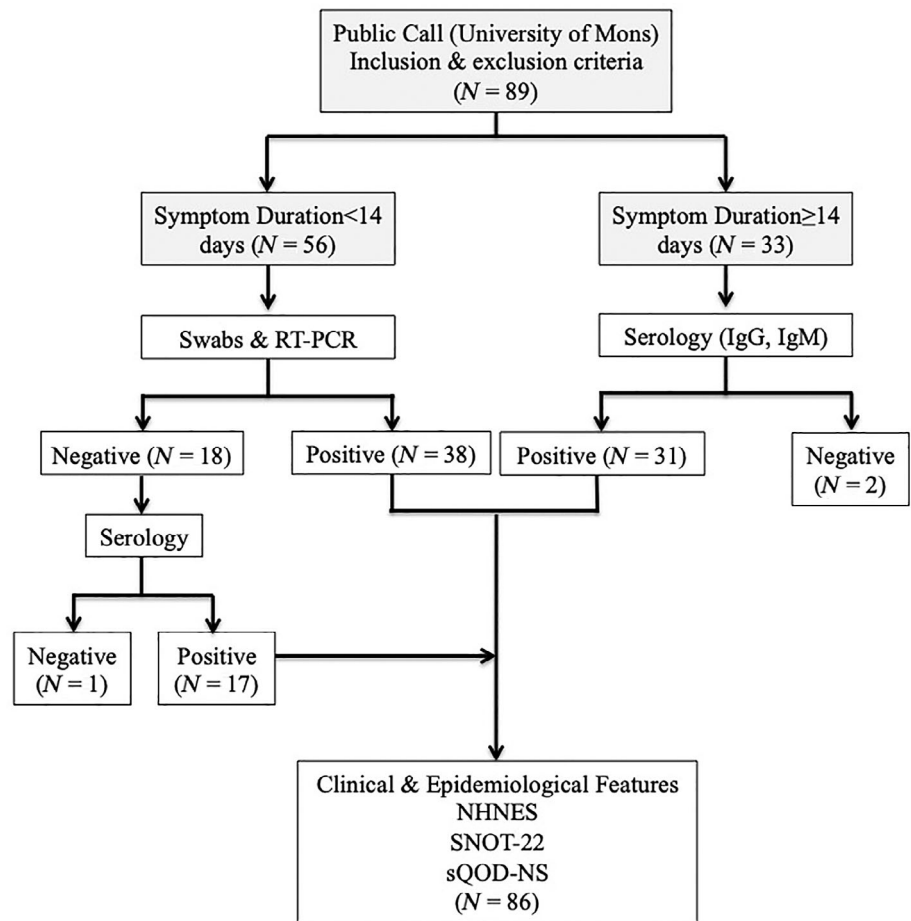 Public Call (University of Mons)
Inclusion & exclusion criteria
(N = 89)
Symptom Duration<14
days (N = 56)
Symptom Duration≥14
days (N = 33)
Swabs & RT-PCR
Serology (IgG, IgM)
Negative (N = 18)
Positive (N = 38)
Positive (N = 31)
Negative
(N = 2)
Serology
Negative
(N = 1)
Positive
(N = 17)
Clinical & Epidemiological Features
NHNES
SNOT-22
sQOD-NS
(N = 86)